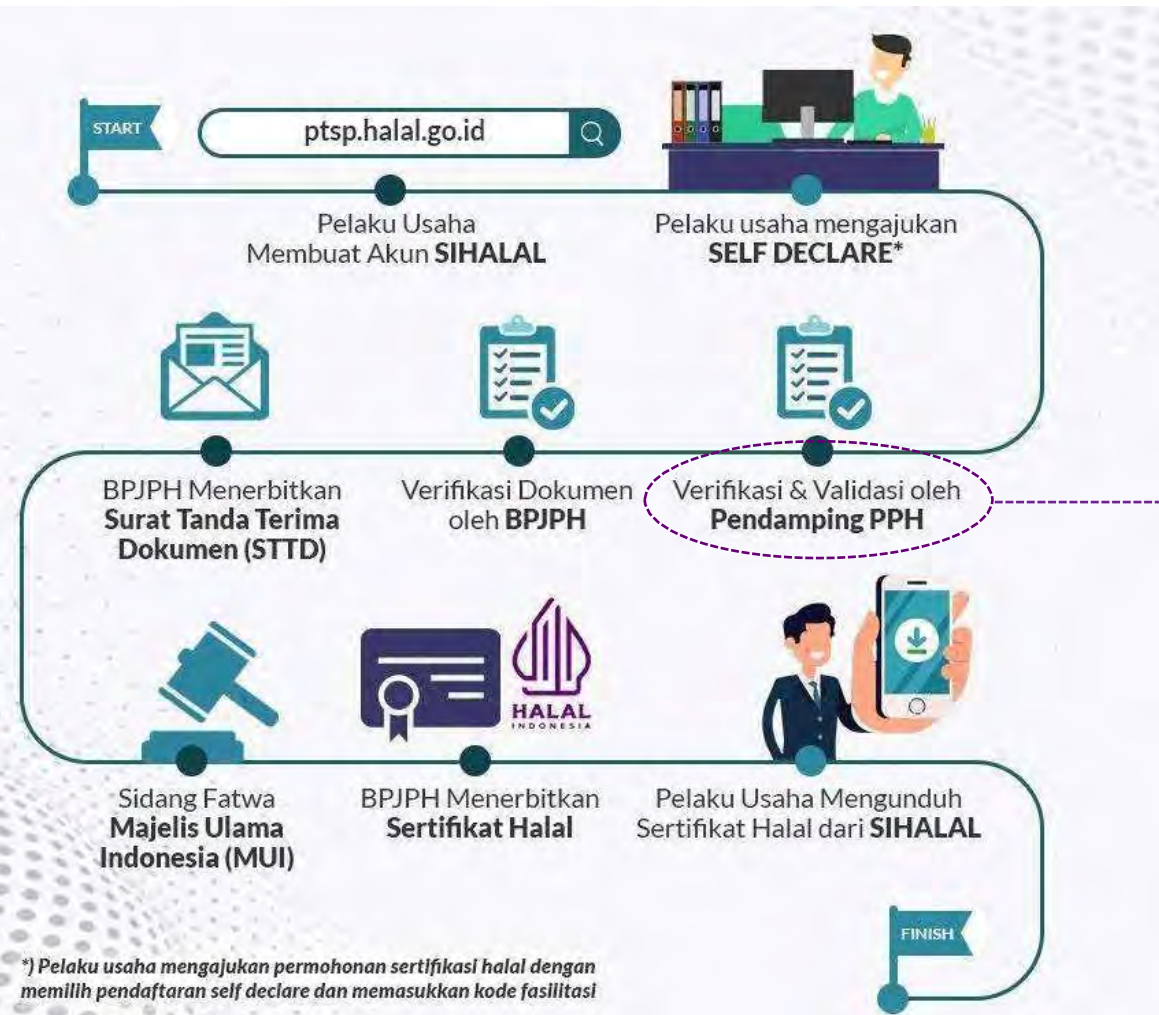 START
ptsp.halal.go.id
Pelaku Usaha
Membuat Akun SIHALAL
Pelaku usaha mengajukan
SELF DECLARE*
Verifikasi & Validasi oleh
Pendamping PPH
Verifikasi Dokumen
oleh BPJPH
BPJPH Menerbitkan
Surat Tanda Terima
Dokumen (STTD)
Sidang Fatwa
Majelis Ulama
Indonesia (MUI)
HALAL
INDONESIA
BPJPH Menerbitkan
Sertifikat Halal
Pelaku Usaha Mengunduh
Sertifikat Halal dari SIHALAL
FINISH
*) Pelaku usaha mengajukan permohonan sertifikasi halal dengan
memilih pendaftaran self declare dan memasukkan kode fasilitasi